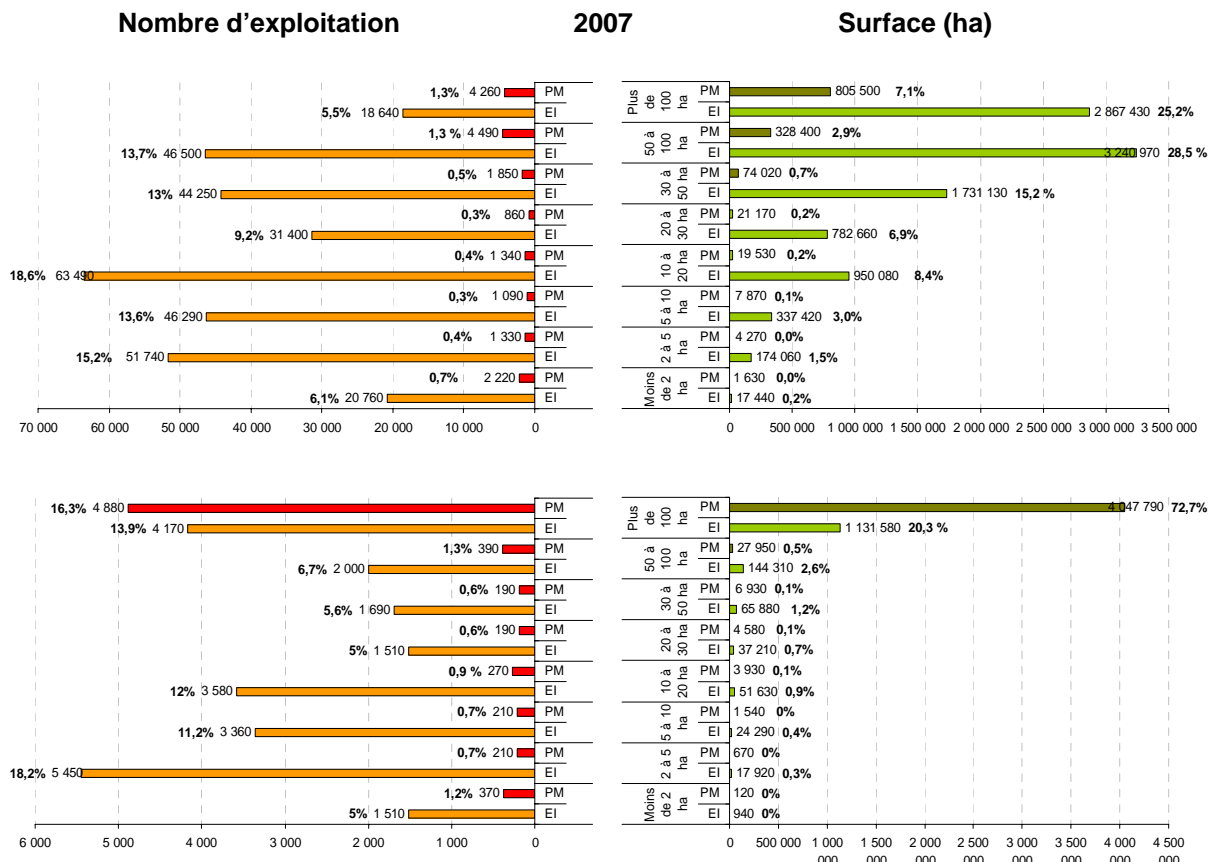 Nombre d'exploitation 2007 Surface (ha)
1,3% 4 260 PM
5,5% 18 640 EI
1,3 % 4 490 PM
13,7% 46 500 EI
0,5% 1 850 PM
13% 44 250 EI
0,3% 860 PM
9,2% 31 400 EI
0,4% 1 340 PM
18,6% 63 490 EI
0,3% 1 090 PM
13,6% 46 290 EI
0,4% 1 330 PM
15,2% 51 740 EI
0,7% 2 220 PM
6,1% 20 760 EI
70 000 60 000 50 000 40 000 30 000 20 000 10 000 0
Plus de 100 ha
PM 805 500 7,1%
EI 2 867 430 25,2%
50 à 100 ha
PM 328 400 2,9%
EI 3 240 970 28,5 %
30 à 50 ha
PM 74 020 0,7%
EI 1 731 130 15,2 %
20 à 30 ha
PM 21 170 0,2%
EI 782 660 6,9%
10 à 20 ha
PM 19 530 0,2%
EI 950 080 8,4%
5 à 10 ha
PM 7 870 0,1%
EI 337 420 3,0%
2 à 5 ha
PM 4 270 0,0%
EI 174 060 1,5%
Moins de 2 ha
PM 1 630 0,0%
EI 17 440 0,2%
0 500 000 1 000 000 1 500 000 2 000 000 2 500 000 3 000 000 3 500 000
16,3% 4 880 PM
13,9% 4 170 EI
1,3% 390 PM
6,7% 2 000 EI
0,6% 190 PM
5,6% 1 690 EI
0,6% 190 PM
5% 1 510 EI
0,9 % 270 PM
12% 3 580 EI
0,7% 210 PM
11,2% 3 360 EI
0,7% 210 PM
18,2% 5 450 EI
1,2% 370 PM
5% 1 510 EI
6 000 5 000 4 000 3 000 2 000 1 000 0
Plus de 100 ha
PM 4 047 790 72,7%
EI 1 131 580 20,3 %
50 à 100 ha
PM 27 950 0,5%
EI 144 310 2,6%
30 à 50 ha
PM 6 930 0,1%
EI 65 880 1,2%
20 à 30 ha
PM 4 580 0,1%
EI 37 210 0,7%
10 à 20 ha
PM 3 930 0,1%
EI 51 630 0,9%
5 à 10 ha
PM 1 540 0%
EI 24 290 0,4%
2 à 5 ha
PM 670 0%
EI 17 920 0,3%
Moins de 2 ha
PM 120 0%
EI 940 0%
0 500 000 1 000 000 1 500 000 2 000 000 2 500 000 3 000 000 3 500 000 4 000 000 4 500 000